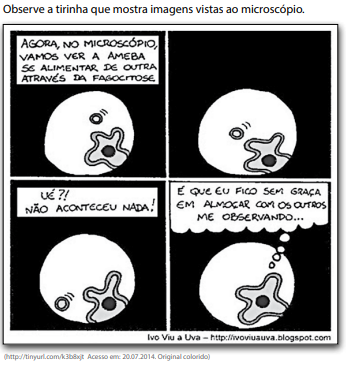 Observe a tirinha que mostra imagens vistas ao microscópio.
AGORA, NO MICROSCÓPIO,
VAMOS VER A AMEBA
SE ALIMENTAR DE OUTRA
ATRAVÉS DA FAGOCITOSE
UÉ?!
NÃO ACONTECEU NADA!
É QUE EU FICO SEM GRAÇA
EM ALMOÇAR COM OS OUTROS
ME OBSERVANDO...
Ivo Viu a Uva – http://ivoviuauva.blogspot.com
(http://tinyurl.com/k3b8xjt Acesso em: 20.07.2014. Original colorido)